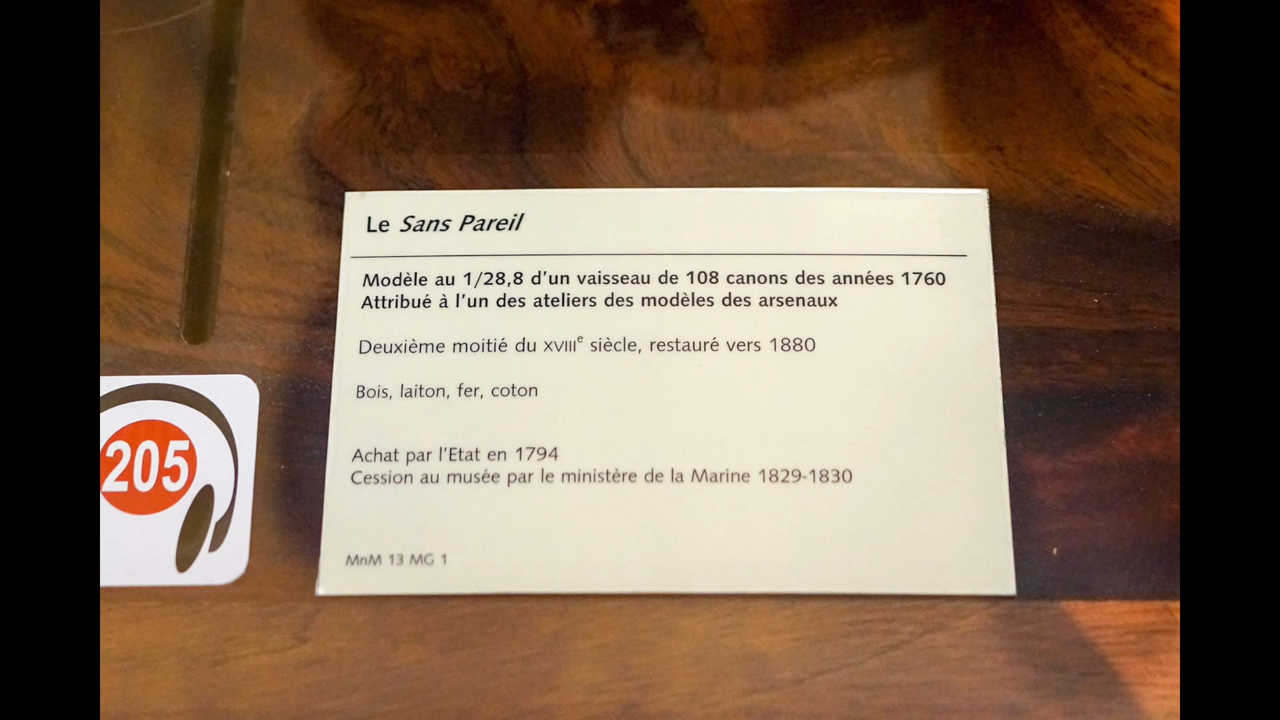 Le Sans Pareil
Modèle au 1/28,8 d'un vaisseau de 108 canons des années 1760
Attribué à l'un des ateliers des modèles des arsenaux
Deuxième moitié du XVIIIe siècle, restauré vers 1880
Bois, laiton, fer, coton
Achat par l'Etat en 1794
Cession au musée par le ministère de la Marine 1829-1830
MnM 13 MG 1
205